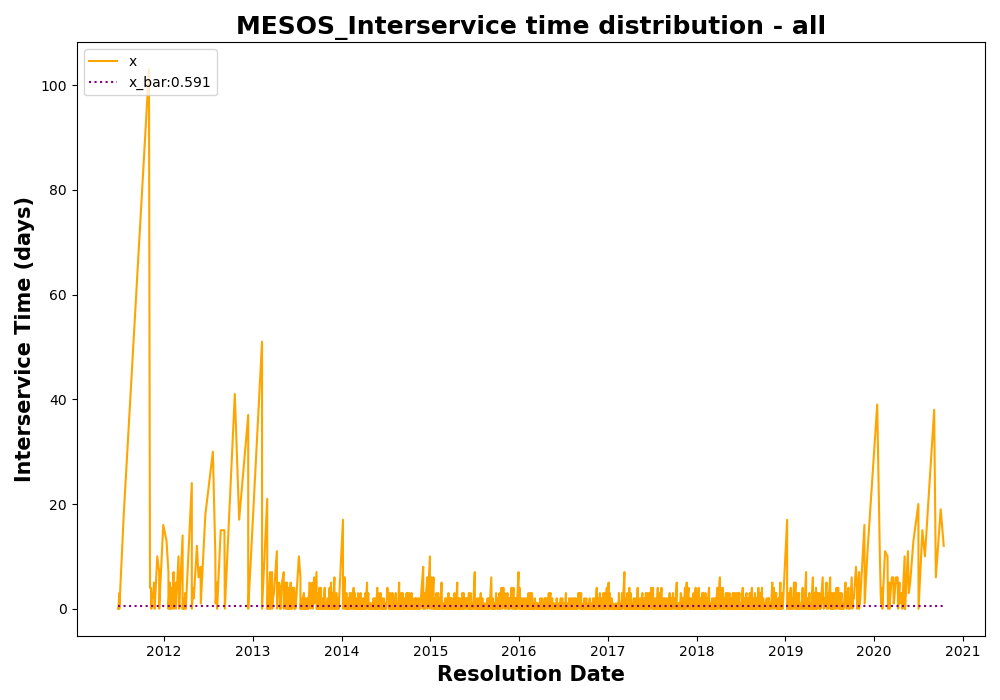 MESOS_Interservice time distribution - all
x
x_bar:0.591
Interservice Time (days)
100
80
60
40
20
0
2012 2013 2014 2015 2016 2017 2018 2019 2020 2021
Resolution Date